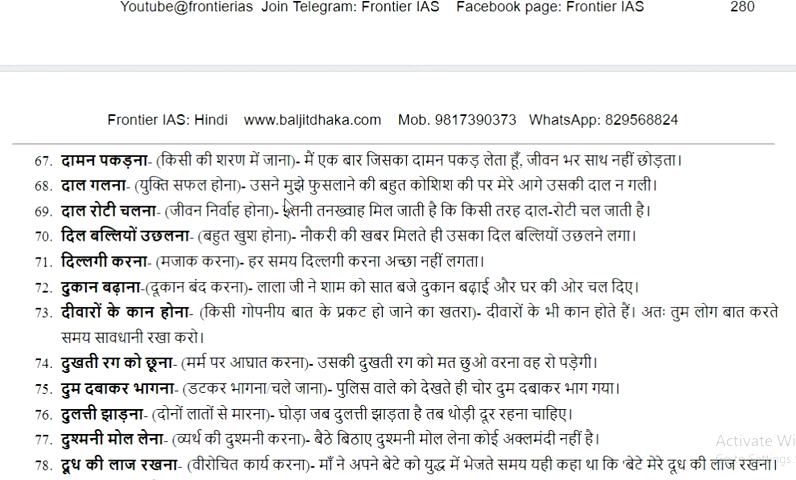 Youtube@frontierias Join Telegram: Frontier IAS Facebook page: Frontier IAS 280
Frontier IAS: Hindi www.baljitdhaka.com Mob. 9817390373 WhatsApp: 829568824
67. दामन पकड़ना- (किसी की शरण में जाना)- मैं एक बार जिसका दामन पकड़ लेता हूँ, जीवन भर साथ नहीं छोड़ता।
68. दाल गलना- (युक्ति सफल होना)- उसने मुझे फुसलाने की बहुत कोशिश की पर मेरे आगे उसकी दाल न गली।
69. दाल रोटी चलना- (जीवन निर्वाह होना)- इतनी तनख्वाह मिल जाती है कि किसी तरह दाल-रोटी चल जाती है।
70. दिल बल्लियों उछलना- (बहुत खुश होना)- नौकरी की खबर मिलते ही उसका दिल बल्लियों उछलने लगा।
71. दिल्लगी करना- (मजाक करना)- हर समय दिल्लगी करना अच्छा नहीं लगता।
72. दुकान बढ़ाना-(दूकान बंद करना)- लाला जी ने शाम को सात बजे दुकान बढ़ाई और घर की ओर चल दिए।
73. दीवारों के कान होना- (किसी गोपनीय बात के प्रकट हो जाने का खतरा)- दीवारों के भी कान होते हैं। अतः तुम लोग बात करते
समय सावधानी रखा करो।
74. दुखती रग को छूना- (मर्म पर आघात करना)- उसकी दुखती रग को मत छुओ वरना वह रो पड़ेगी।
75. दुम दबाकर भागना- (डटकर भागना/चले जाना)- पुलिस वाले को देखते ही चोर दुम दबाकर भाग गया।
76. दुलत्ती झाड़ना- (दोनों लातों से मारना)- घोड़ा जब दुलत्ती झाड़ता है तब थोड़ी दूर रहना चाहिए।
77. दुश्मनी मोल लेना- (व्यर्थ की दुश्मनी करना)- बैठे बिठाए दुश्मनी मोल लेना कोई अक्लमंदी नहीं है।
78. दूध की लाज रखना- (वीरोचित कार्य करना)- माँ ने अपने बेटे को युद्ध में भेजते समय यही कहा था कि 'बेटे मेरे दूध की लाज रखना।
Activate Wi